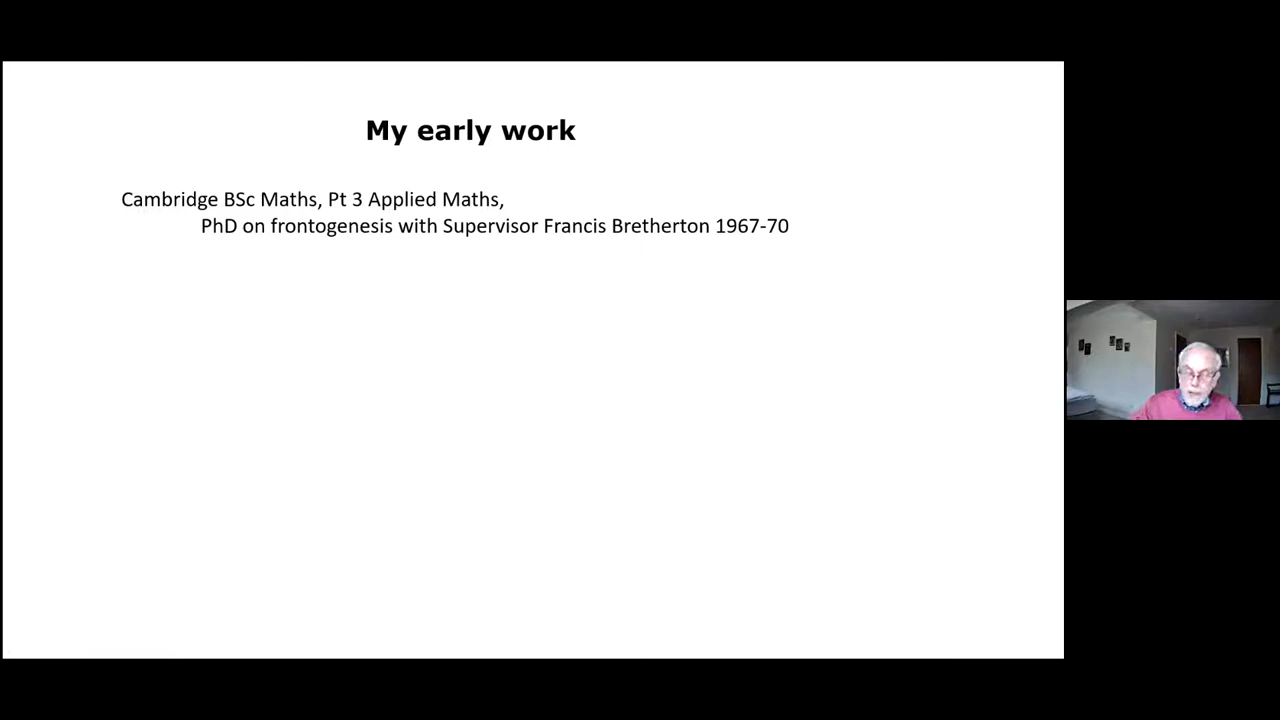 My early work
Cambridge BSc Maths, Pt 3 Applied Maths,
PhD on frontogenesis with Supervisor Francis Bretherton 1967-70